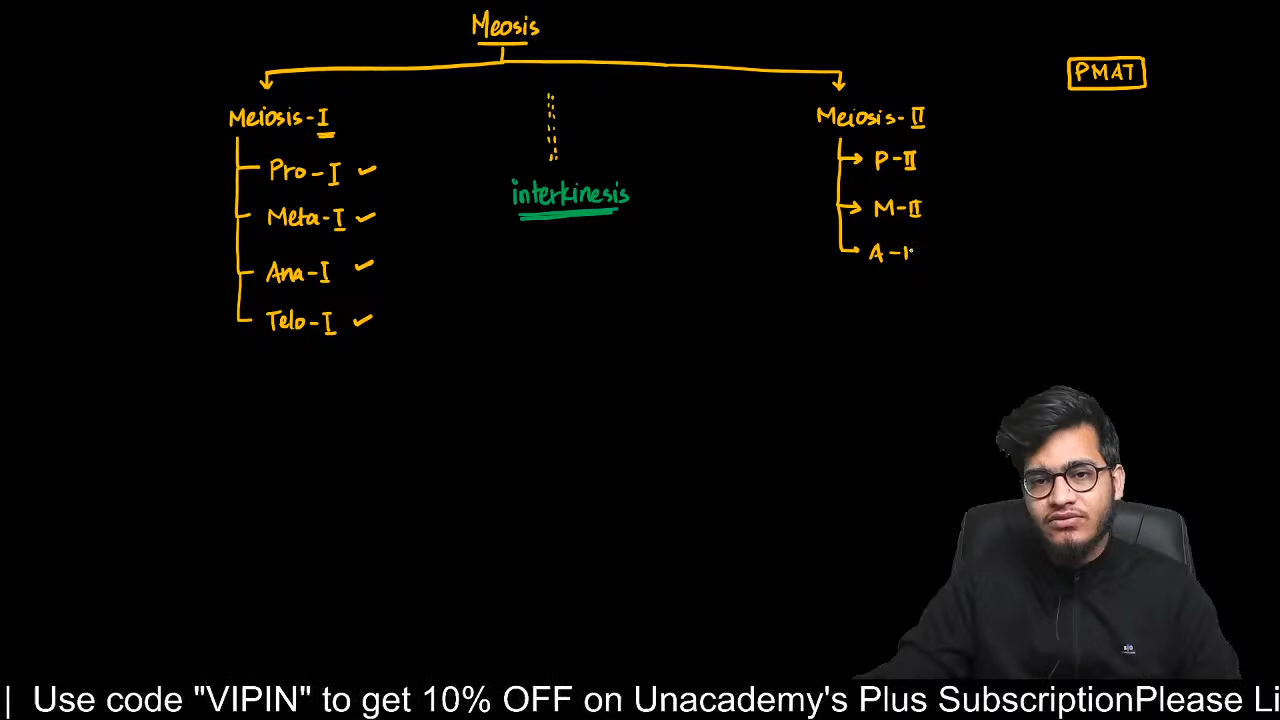 Meosis
PMAT
Meiosis-I
Pro-I
Meta-I
Ana-I
Telo-I
interkinesis
Meiosis-II
P-II
M-II
A-I
| Use code "VIPIN" to get 10% OFF on Unacademy's Plus SubscriptionPlease Li